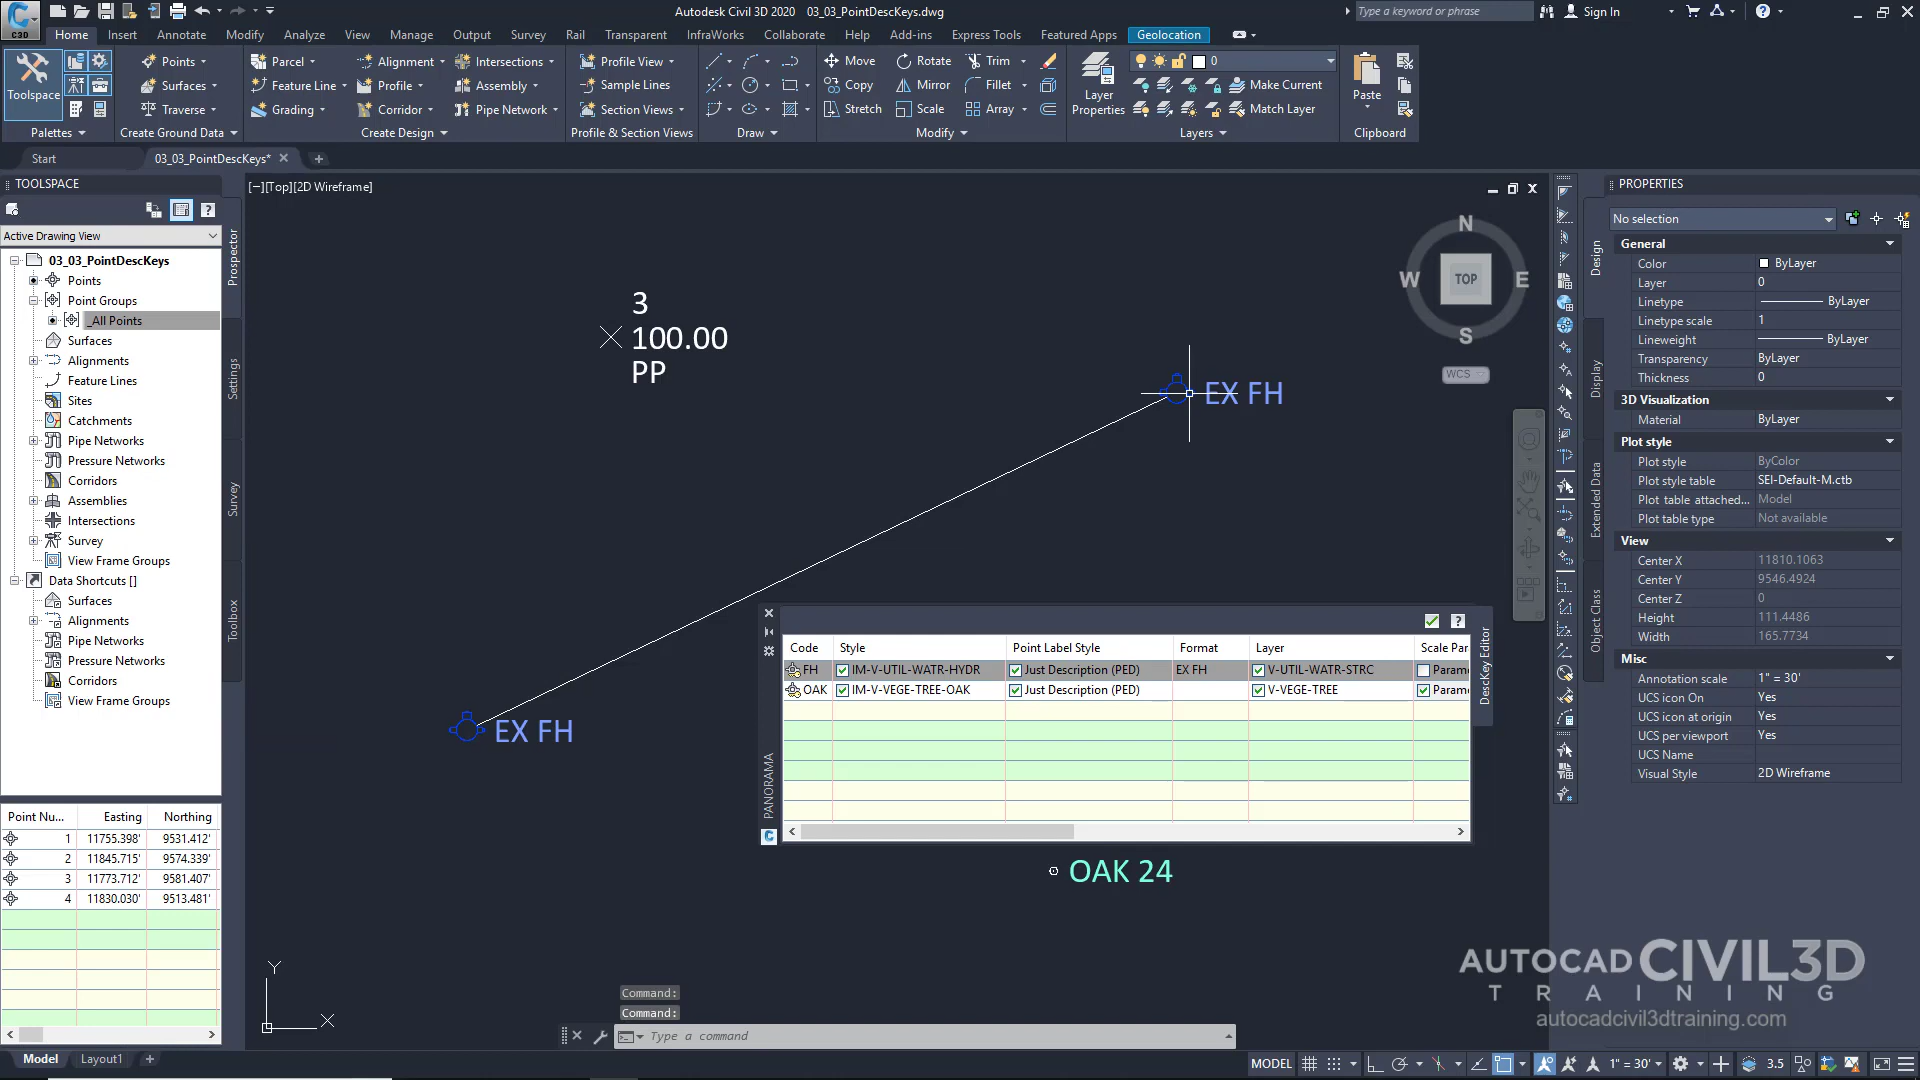 C3D
Autodesk Civil 3D 2020 03_03_PointDescKeys.dwg
Type a keyword or phrase
Sign In
Home Insert Annotate Modify Analyze View Manage Output Survey Rail Transparent InfraWorks Collaborate Help Add-ins Express Tools Featured Apps Geolocation
Toolspace
Palettes
Points
Surfaces
Traverse
Create Ground Data
Parcel
Feature Line
Grading
Alignment
Profile
Corridor
Intersections
Assembly
Pipe Network
Create Design
Profile View
Sample Lines
Section Views
Profile & Section Views
Draw
Move
Copy
Stretch
Rotate
Mirror
Scale
Trim
Fillet
Array
Modify
Layer
Properties
0
Make Current
Match Layer
Layers
Paste
Clipboard
Start
03_03_PointDescKeys*
TOOLSPACE
Active Drawing View
03_03_PointDescKeys
Points
Point Groups
_All Points
Surfaces
Alignments
Feature Lines
Sites
Catchments
Pipe Networks
Pressure Networks
Corridors
Assemblies
Intersections
Survey
View Frame Groups
Data Shortcuts []
Surfaces
Alignments
Pipe Networks
Pressure Networks
Corridors
View Frame Groups
Prospector
Settings
Survey
Toolbox
Point Nu... Easting Northing
1 11755.398' 9531.412'
2 11845.715' 9574.339'
3 11773.712' 9581.407'
4 11830.030' 9513.481'
[−][Top][2D Wireframe]
3
100.00
PP
EX FH
EX FH
OAK 24
N
W TOP E
S
WCS
Y
X
PANORAMA
DescKey Editor
Code Style Point Label Style Format Layer Scale Par
FH IM-V-UTIL-WATR-HYDR Just Description (PED) EX FH V-UTIL-WATR-STRC Parame
OAK IM-V-VEGE-TREE-OAK Just Description (PED) V-VEGE-TREE Parame
Command:
Command:
Type a command
PROPERTIES
No selection
Design
Display
Extended Data
Object Class
General
Color ByLayer
Layer 0
Linetype ByLayer
Linetype scale 1
Lineweight ByLayer
Transparency ByLayer
Thickness 0
3D Visualization
Material ByLayer
Plot style
Plot style ByColor
Plot style table SEI-Default-M.ctb
Plot table attached... Model
Plot table type Not available
View
Center X 11810.1063
Center Y 9546.4924
Center Z 0
Height 111.4486
Width 165.7734
Misc
Annotation scale 1" = 30'
UCS icon On Yes
UCS icon at origin Yes
UCS per viewport Yes
UCS Name
Visual Style 2D Wireframe
AUTOCAD CIVIL3D
TRAINING
autocadcivil3dtraining.com
Model Layout1
MODEL 1" = 30' 3.5